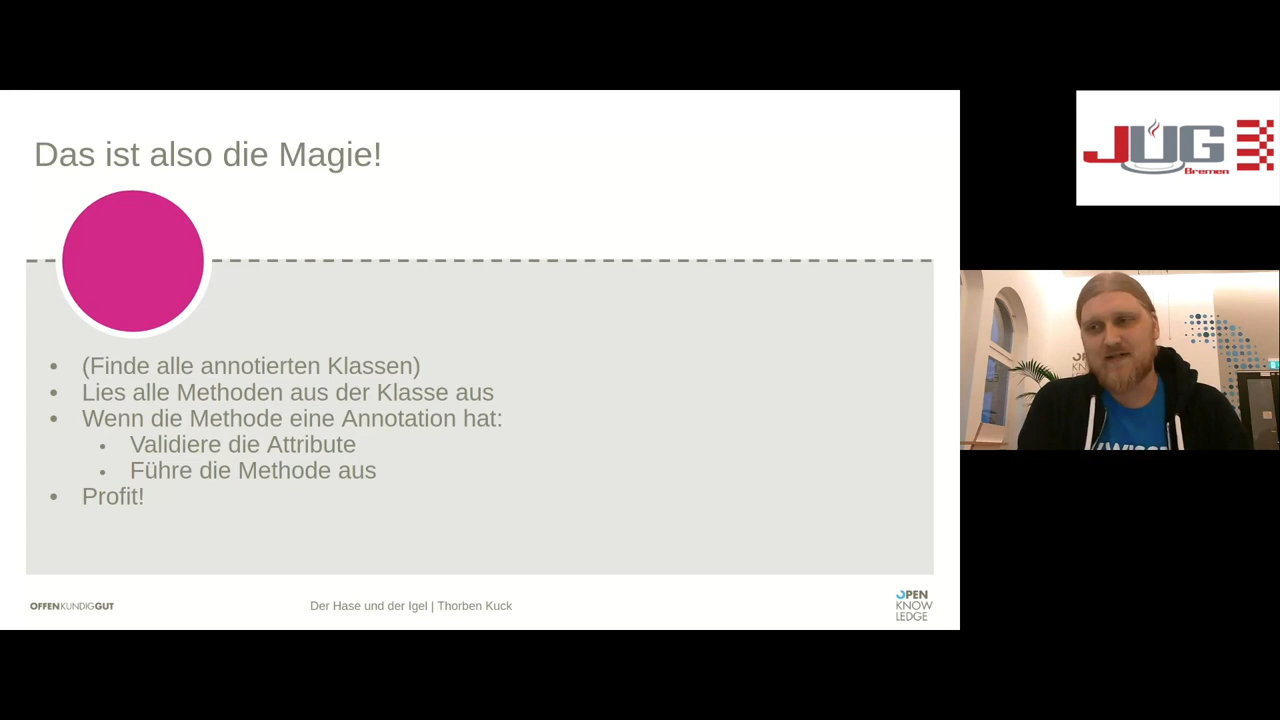 Das ist also die Magie!
• (Finde alle annotierten Klassen)
• Lies alle Methoden aus der Klasse aus
• Wenn die Methode eine Annotation hat:
• Validiere die Attribute
• Führe die Methode aus
• Profit!
OFFENKUNDIGGUT
Der Hase und der Igel | Thorben Kuck
OPEN
KNOW
LEDGE
JUG
Bremen